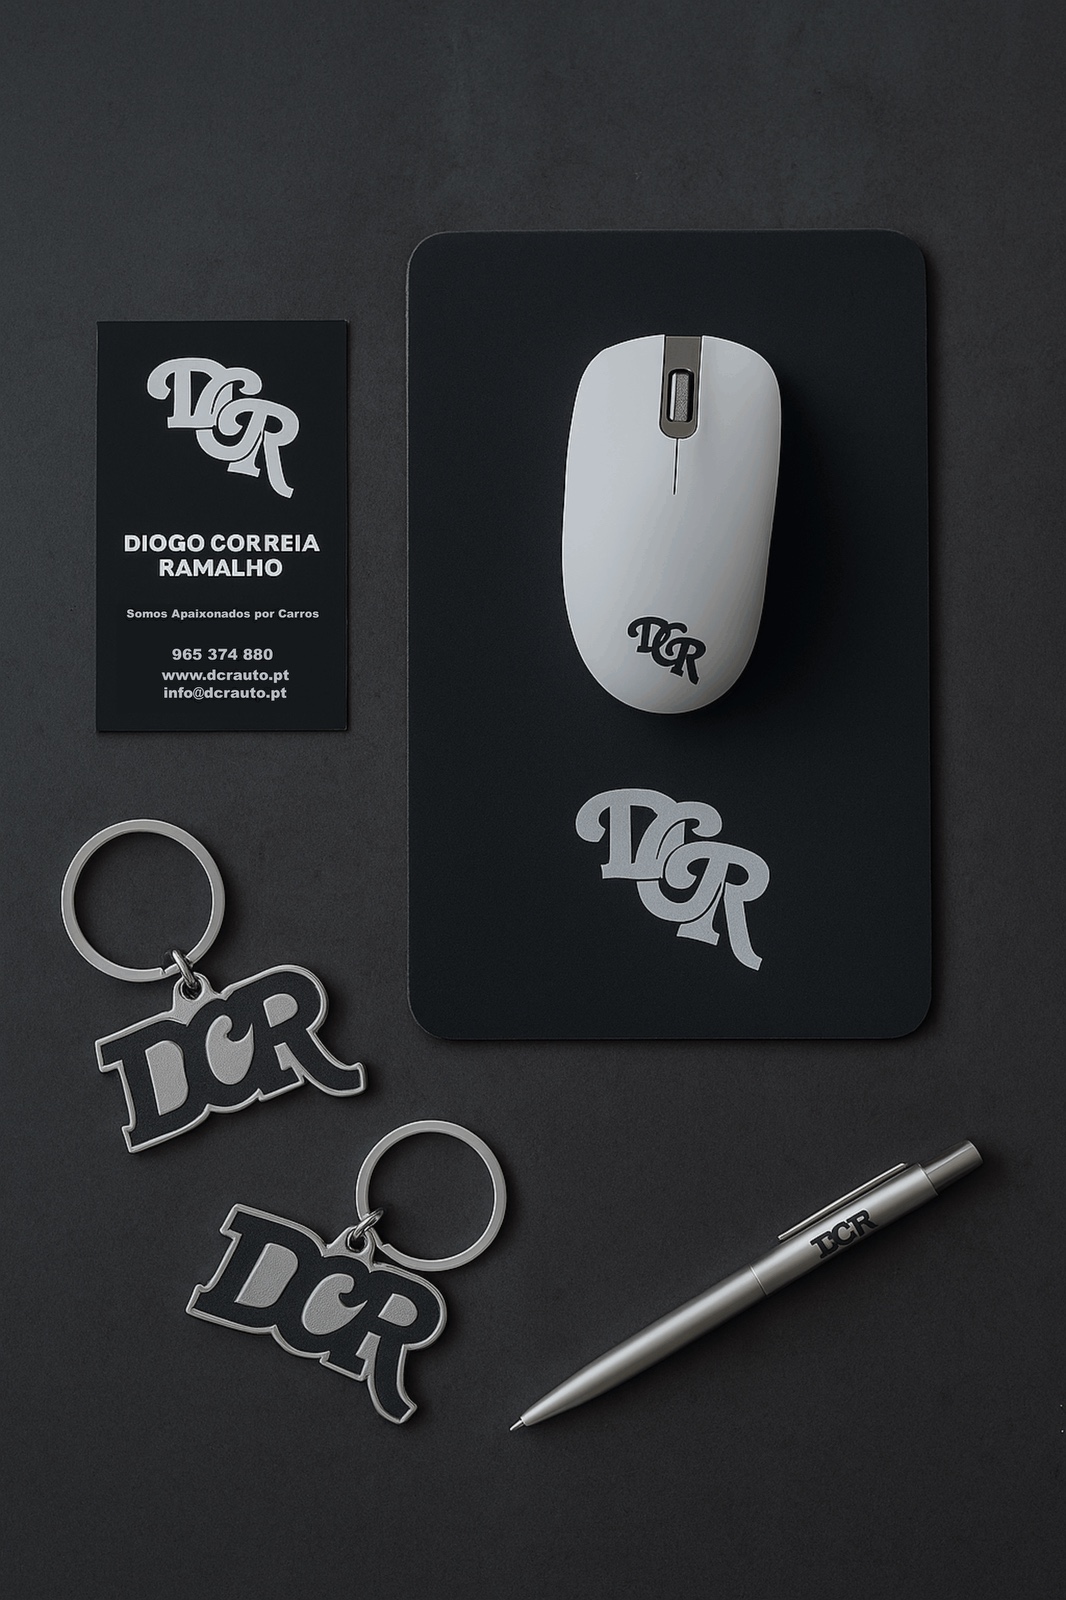 DCR
DIOGO CORREIA
RAMALHO
Somos Apaixonados por Carros
965 374 880
www.dcrauto.pt
info@dcrauto.pt
DCR
DCR
DCR
DCR
DCR